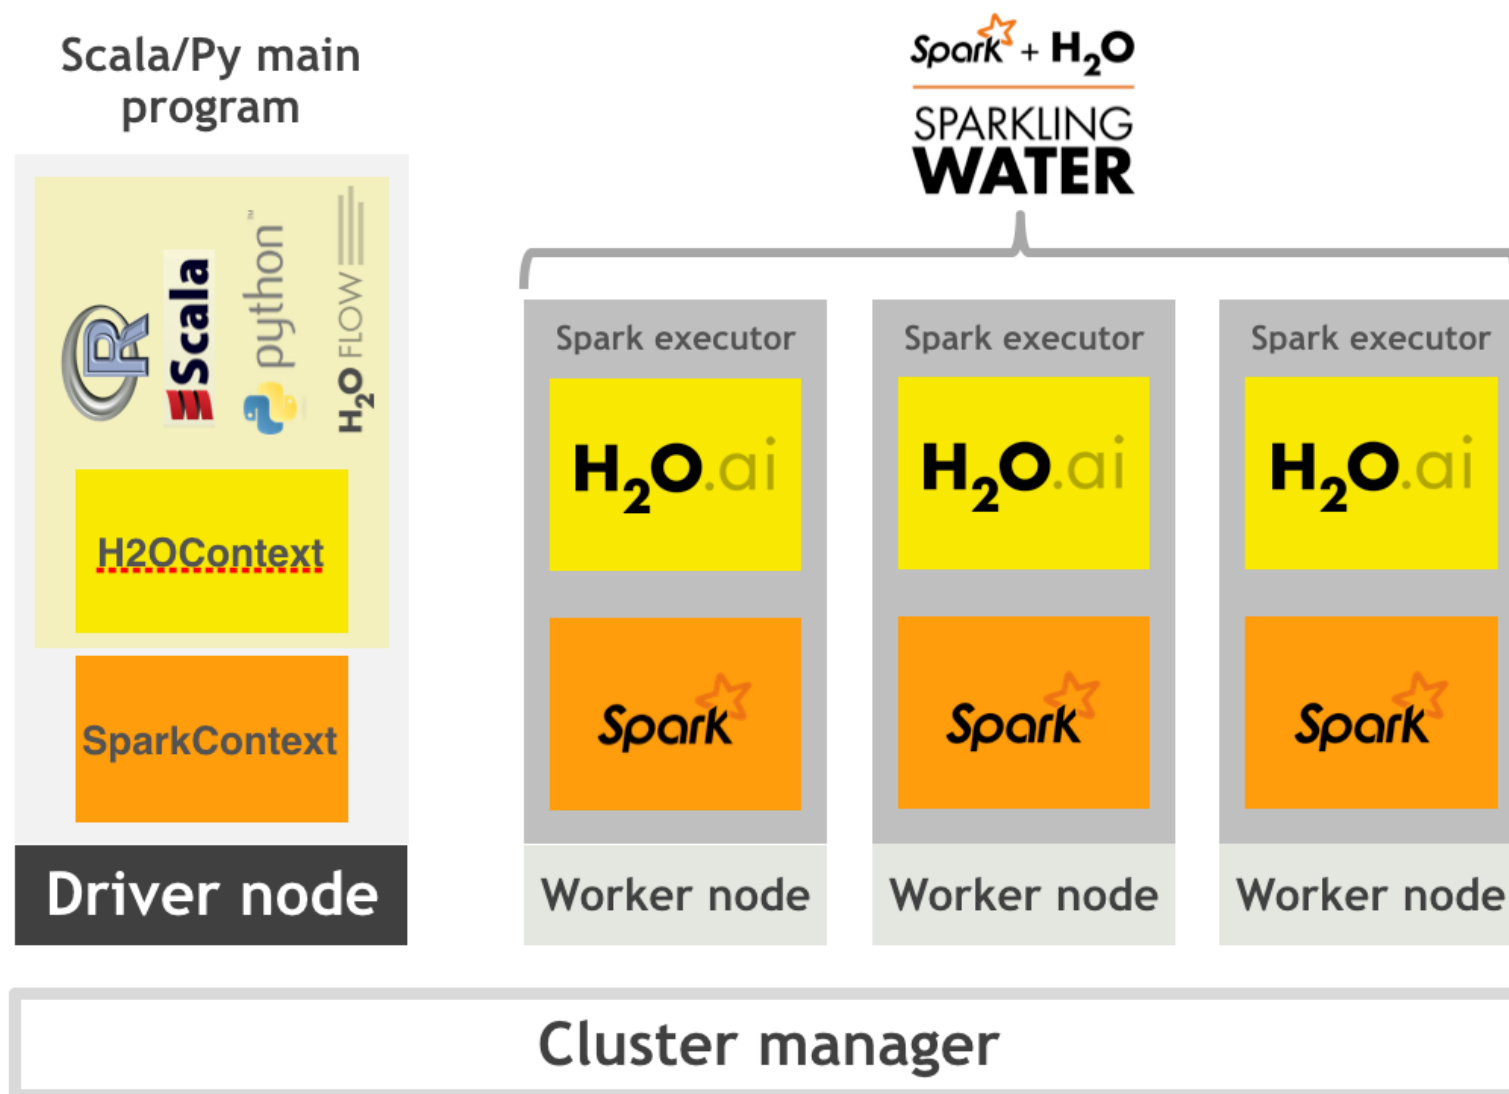 Scala/Py main
program
Spark + H2O
SPARKLING
WATER
R
Scala
python™
H2O FLOW
H2OContext
SparkContext
Driver node
Spark executor
H2O.ai
Spark
Worker node
Spark executor
H2O.ai
Spark
Worker node
Spark executor
H2O.ai
Spark
Worker node
Cluster manager